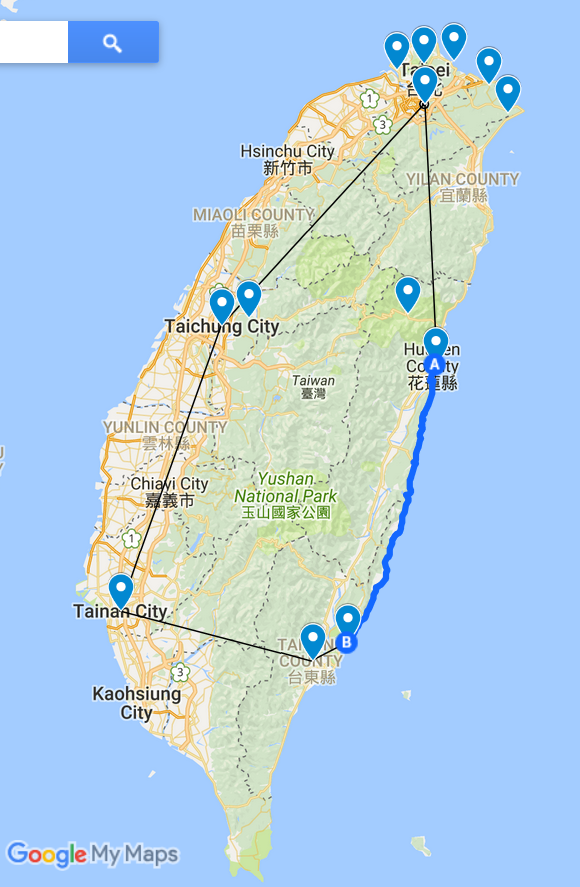 Taipei
台北
1
3
Hsinchu City
新竹市
YILAN COUNTY
宜蘭縣
MIAOLI COUNTY
苗栗縣
Taichung City
Taiwan
臺灣
County
花蓮縣
A
YUNLIN COUNTY
雲林縣
Chiayi City
嘉義市
Yushan
National Park
玉山國家公園
1
Tainan City
B
COUNTY
台東縣
3
Kaohsiung
City
Google My Maps